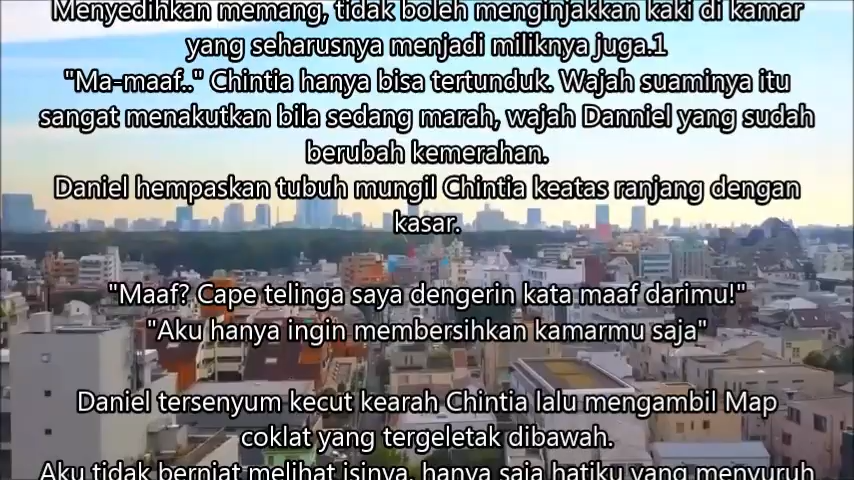 Menyedihkan memang, tidak boleh menginjakkan kaki di kamar
yang seharusnya menjadi miliknya juga.1
"Ma-maaf.." Chintia hanya bisa tertunduk. Wajah suaminya itu
sangat menakutkan bila sedang marah, wajah Danniel yang sudah
berubah kemerahan.
Daniel hempaskan tubuh mungil Chintia keatas ranjang dengan
kasar.
"Maaf? Cape telinga saya dengerin kata maaf darimu!"
"Aku hanya ingin membersihkan kamarmu saja"
Daniel tersenyum kecut kearah Chintia lalu mengambil Map
coklat yang tergeletak dibawah.
Aku tidak berniat melihat isinya, hanya saja hatiku yang menyuruh